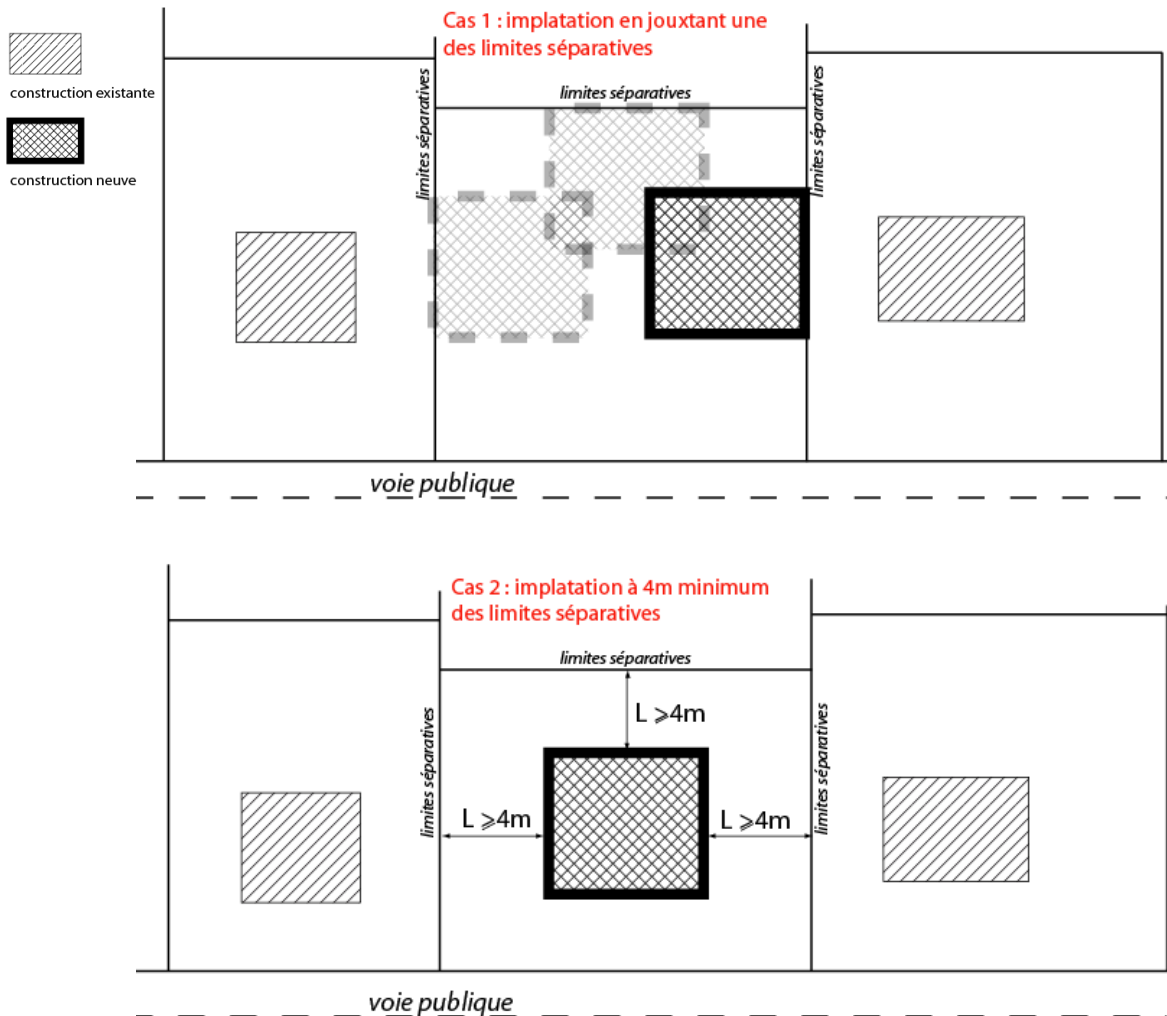 Cas 1 : implatation en jouxtant une
des limites séparatives
construction existante
construction neuve
limites séparatives
limites séparatives
limites séparatives
voie publique
Cas 2 : implatation à 4m minimum
des limites séparatives
limites séparatives
limites séparatives
limites séparatives
L ⩾4m
L ⩾4m
L ⩾4m
voie publique